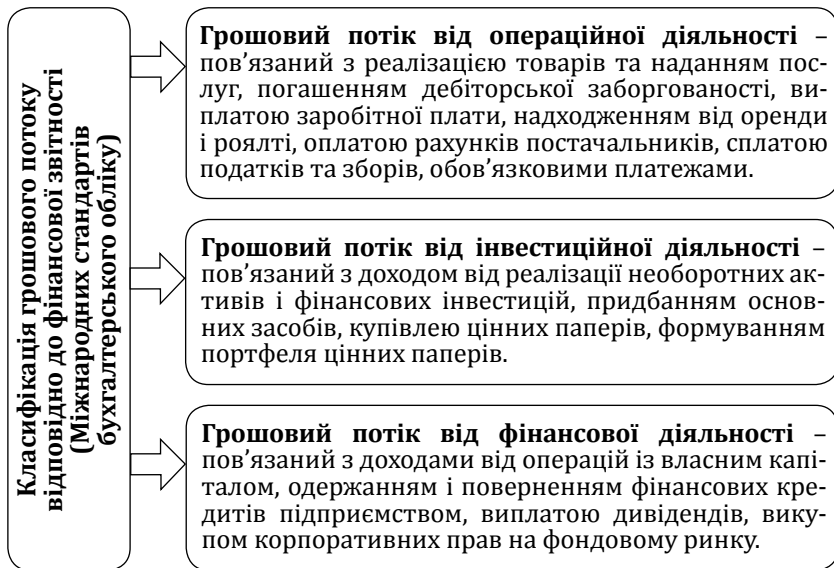 Класифікація грошового потоку
відповідно до фінансової звітності
(Міжнародних стандартів
бухгалтерського обліку)
Грошовий потік від операційної діяльності –
пов’язаний з реалізацією товарів та наданням пос-
луг, погашенням дебіторської заборгованості, ви-
платою заробітної плати, надходженням від оренди
і роялті, оплатою рахунків постачальників, сплатою
податків та зборів, обов’язковими платежами.
Грошовий потік від інвестиційної діяльності –
пов’язаний з доходом від реалізації необоротних ак-
тивів і фінансових інвестицій, придбанням основ-
них засобів, купівлею цінних паперів, формуванням
портфеля цінних паперів.
Грошовий потік від фінансової діяльності –
пов’язаний з доходами від операцій із власним капі-
талом, одержанням і поверненням фінансових кре-
дитів підприємством, виплатою дивідендів, вику-
пом корпоративних прав на фондовому ринку.